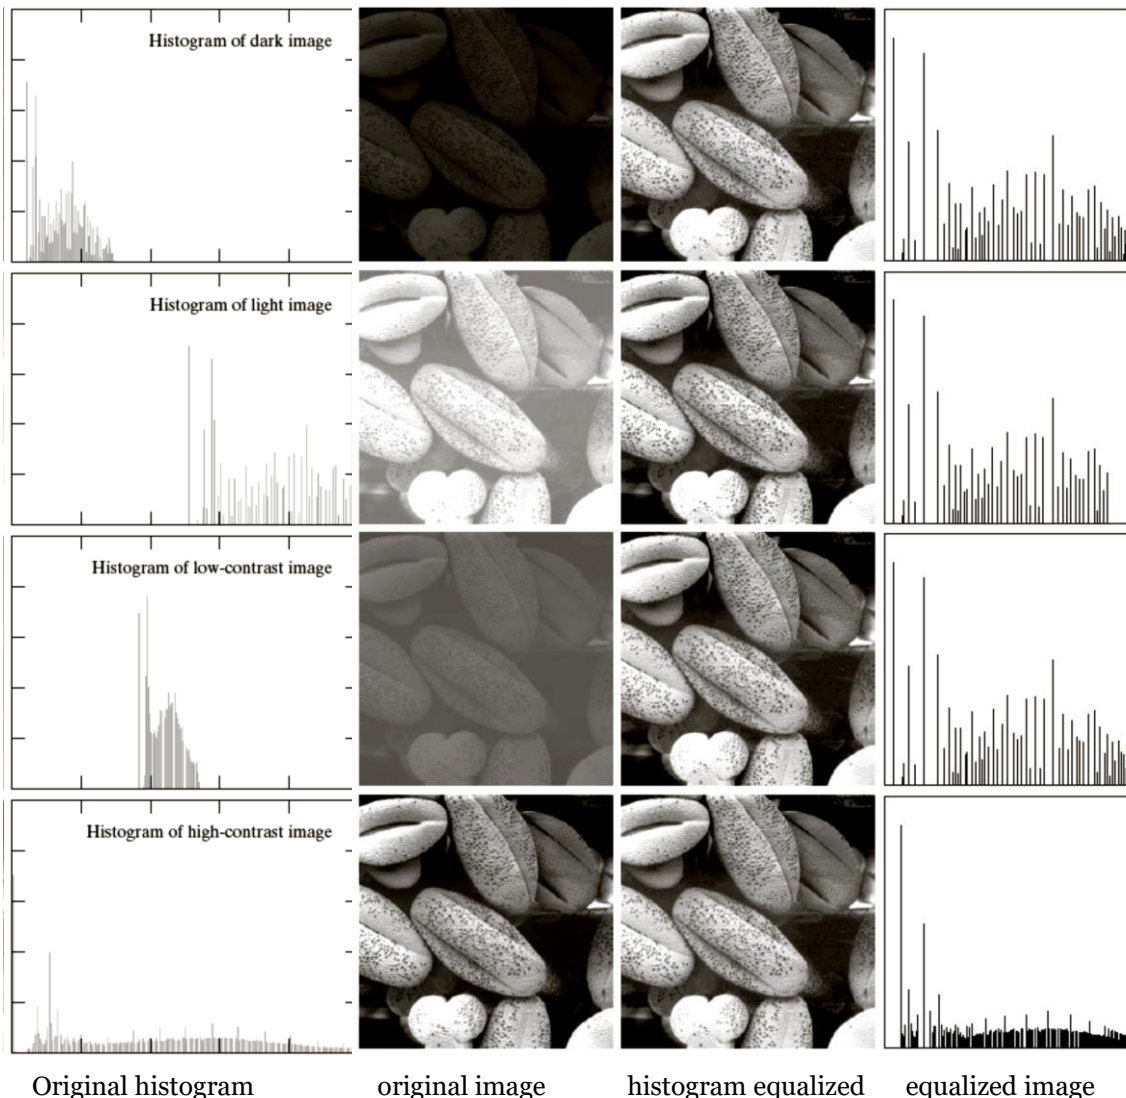 Histogram of dark image
Histogram of light image
Histogram of low-contrast image
Histogram of high-contrast image
Original histogram
original image
histogram equalized
equalized image